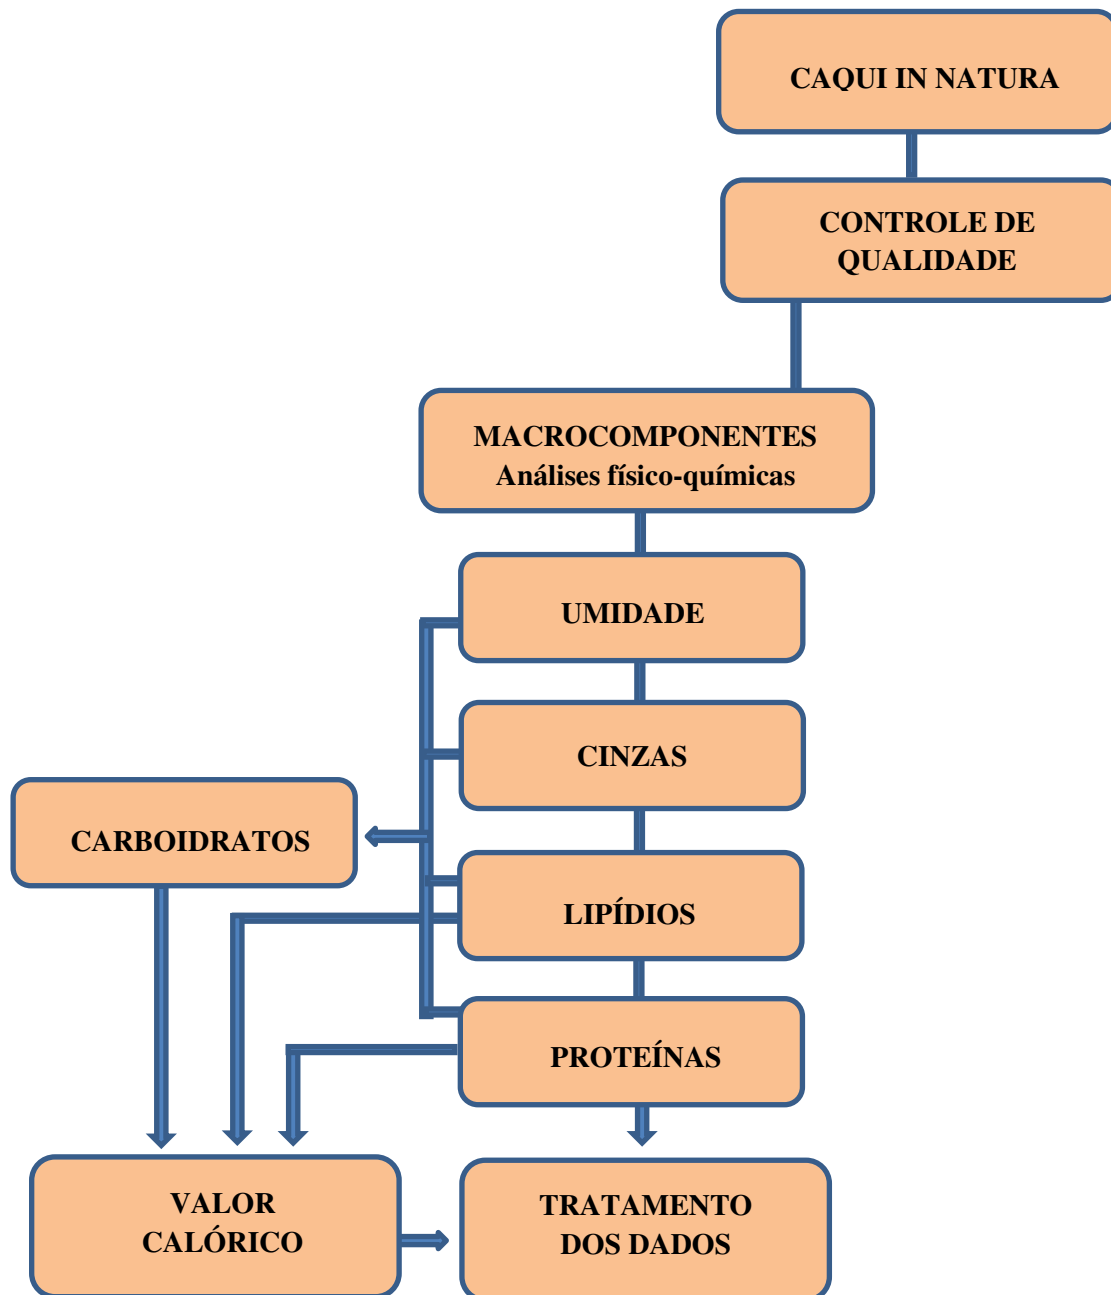 CAQUI IN NATURA
CONTROLE DE
QUALIDADE
MACROCOMPONENTES
Análises físico-químicas
UMIDADE
CINZAS
CARBOIDRATOS
LIPÍDIOS
PROTEÍNAS
VALOR
CALÓRICO
TRATAMENTO
DOS DADOS